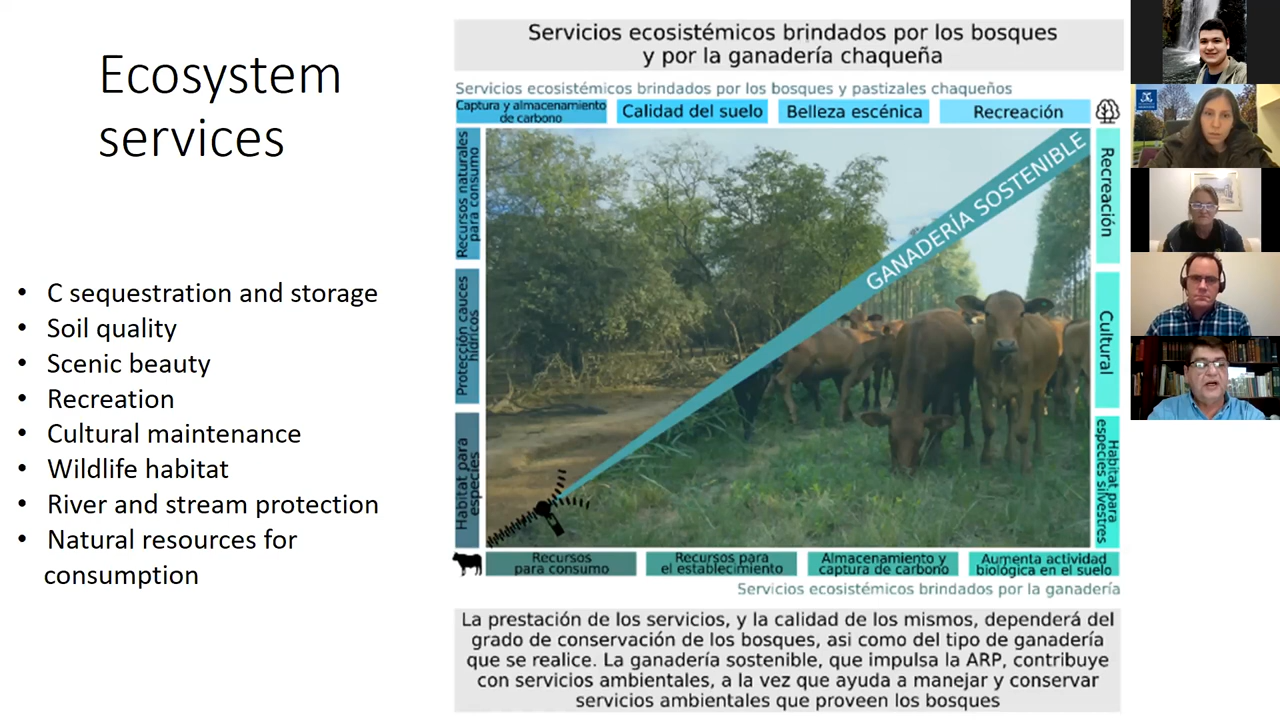 Ecosystem
services
• C sequestration and storage
• Soil quality
• Scenic beauty
• Recreation
• Cultural maintenance
• Wildlife habitat
• River and stream protection
• Natural resources for
consumption
Servicios ecosistémicos brindados por los bosques
y por la ganadería chaqueña
Servicios ecosistémicos brindados por los bosques y pastizales chaqueños
Captura y almacenamiento
de carbono
Calidad del suelo
Belleza escénica
Recreación
Recursos naturales
para consumo
Protección cauces
hídricos
Habitat para
especies
GANADERÍA SOSTENIBLE
Recreación
Cultural
Habitat para
especies silvestres
Recursos
para consumo
Recursos para
el establecimiento
Almacenamiento y
captura de carbono
Aumenta actividad
biológica en el suelo
Servicios ecosistémicos brindados por la ganadería
La prestación de los servicios, y la calidad de los mismos, dependerá del
grado de conservación de los bosques, asi como del tipo de ganadería
que se realice. La ganadería sostenible, que impulsa la ARP, contribuye
con servicios ambientales, a la vez que ayuda a manejar y conservar
servicios ambientales que proveen los bosques